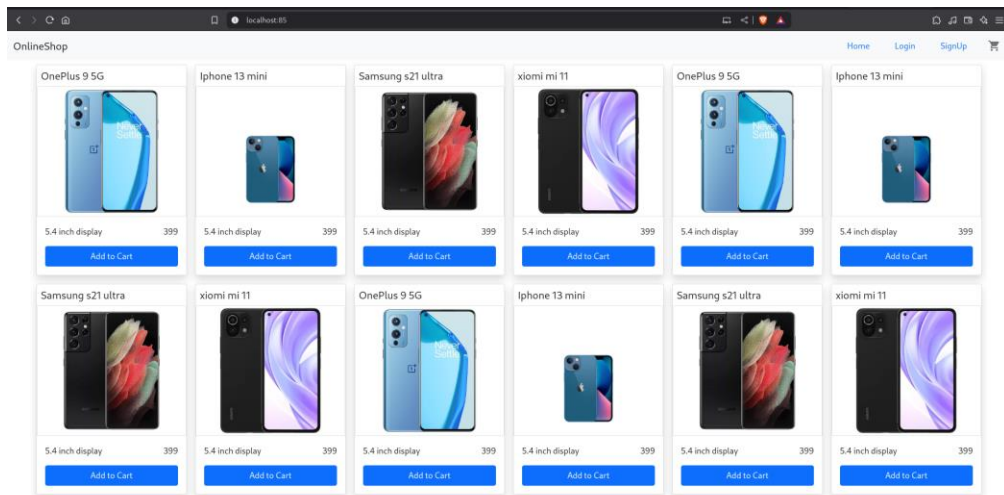 localhost:85
OnlineShop Home Login SignUp
OnePlus 9 5G Iphone 13 mini Samsung s21 ultra xiomi mi 11 OnePlus 9 5G Iphone 13 mini
Never Never
Settle Settle
5.4 inch display 399 5.4 inch display 399 5.4 inch display 399 5.4 inch display 399 5.4 inch display 399 5.4 inch display 399
Add to Cart Add to Cart Add to Cart Add to Cart Add to Cart Add to Cart
Samsung s21 ultra xiomi mi 11 OnePlus 9 5G Iphone 13 mini Samsung s21 ultra xiomi mi 11
Never
Settle
5.4 inch display 399 5.4 inch display 399 5.4 inch display 399 5.4 inch display 399 5.4 inch display 399 5.4 inch display 399
Add to Cart Add to Cart Add to Cart Add to Cart Add to Cart Add to Cart